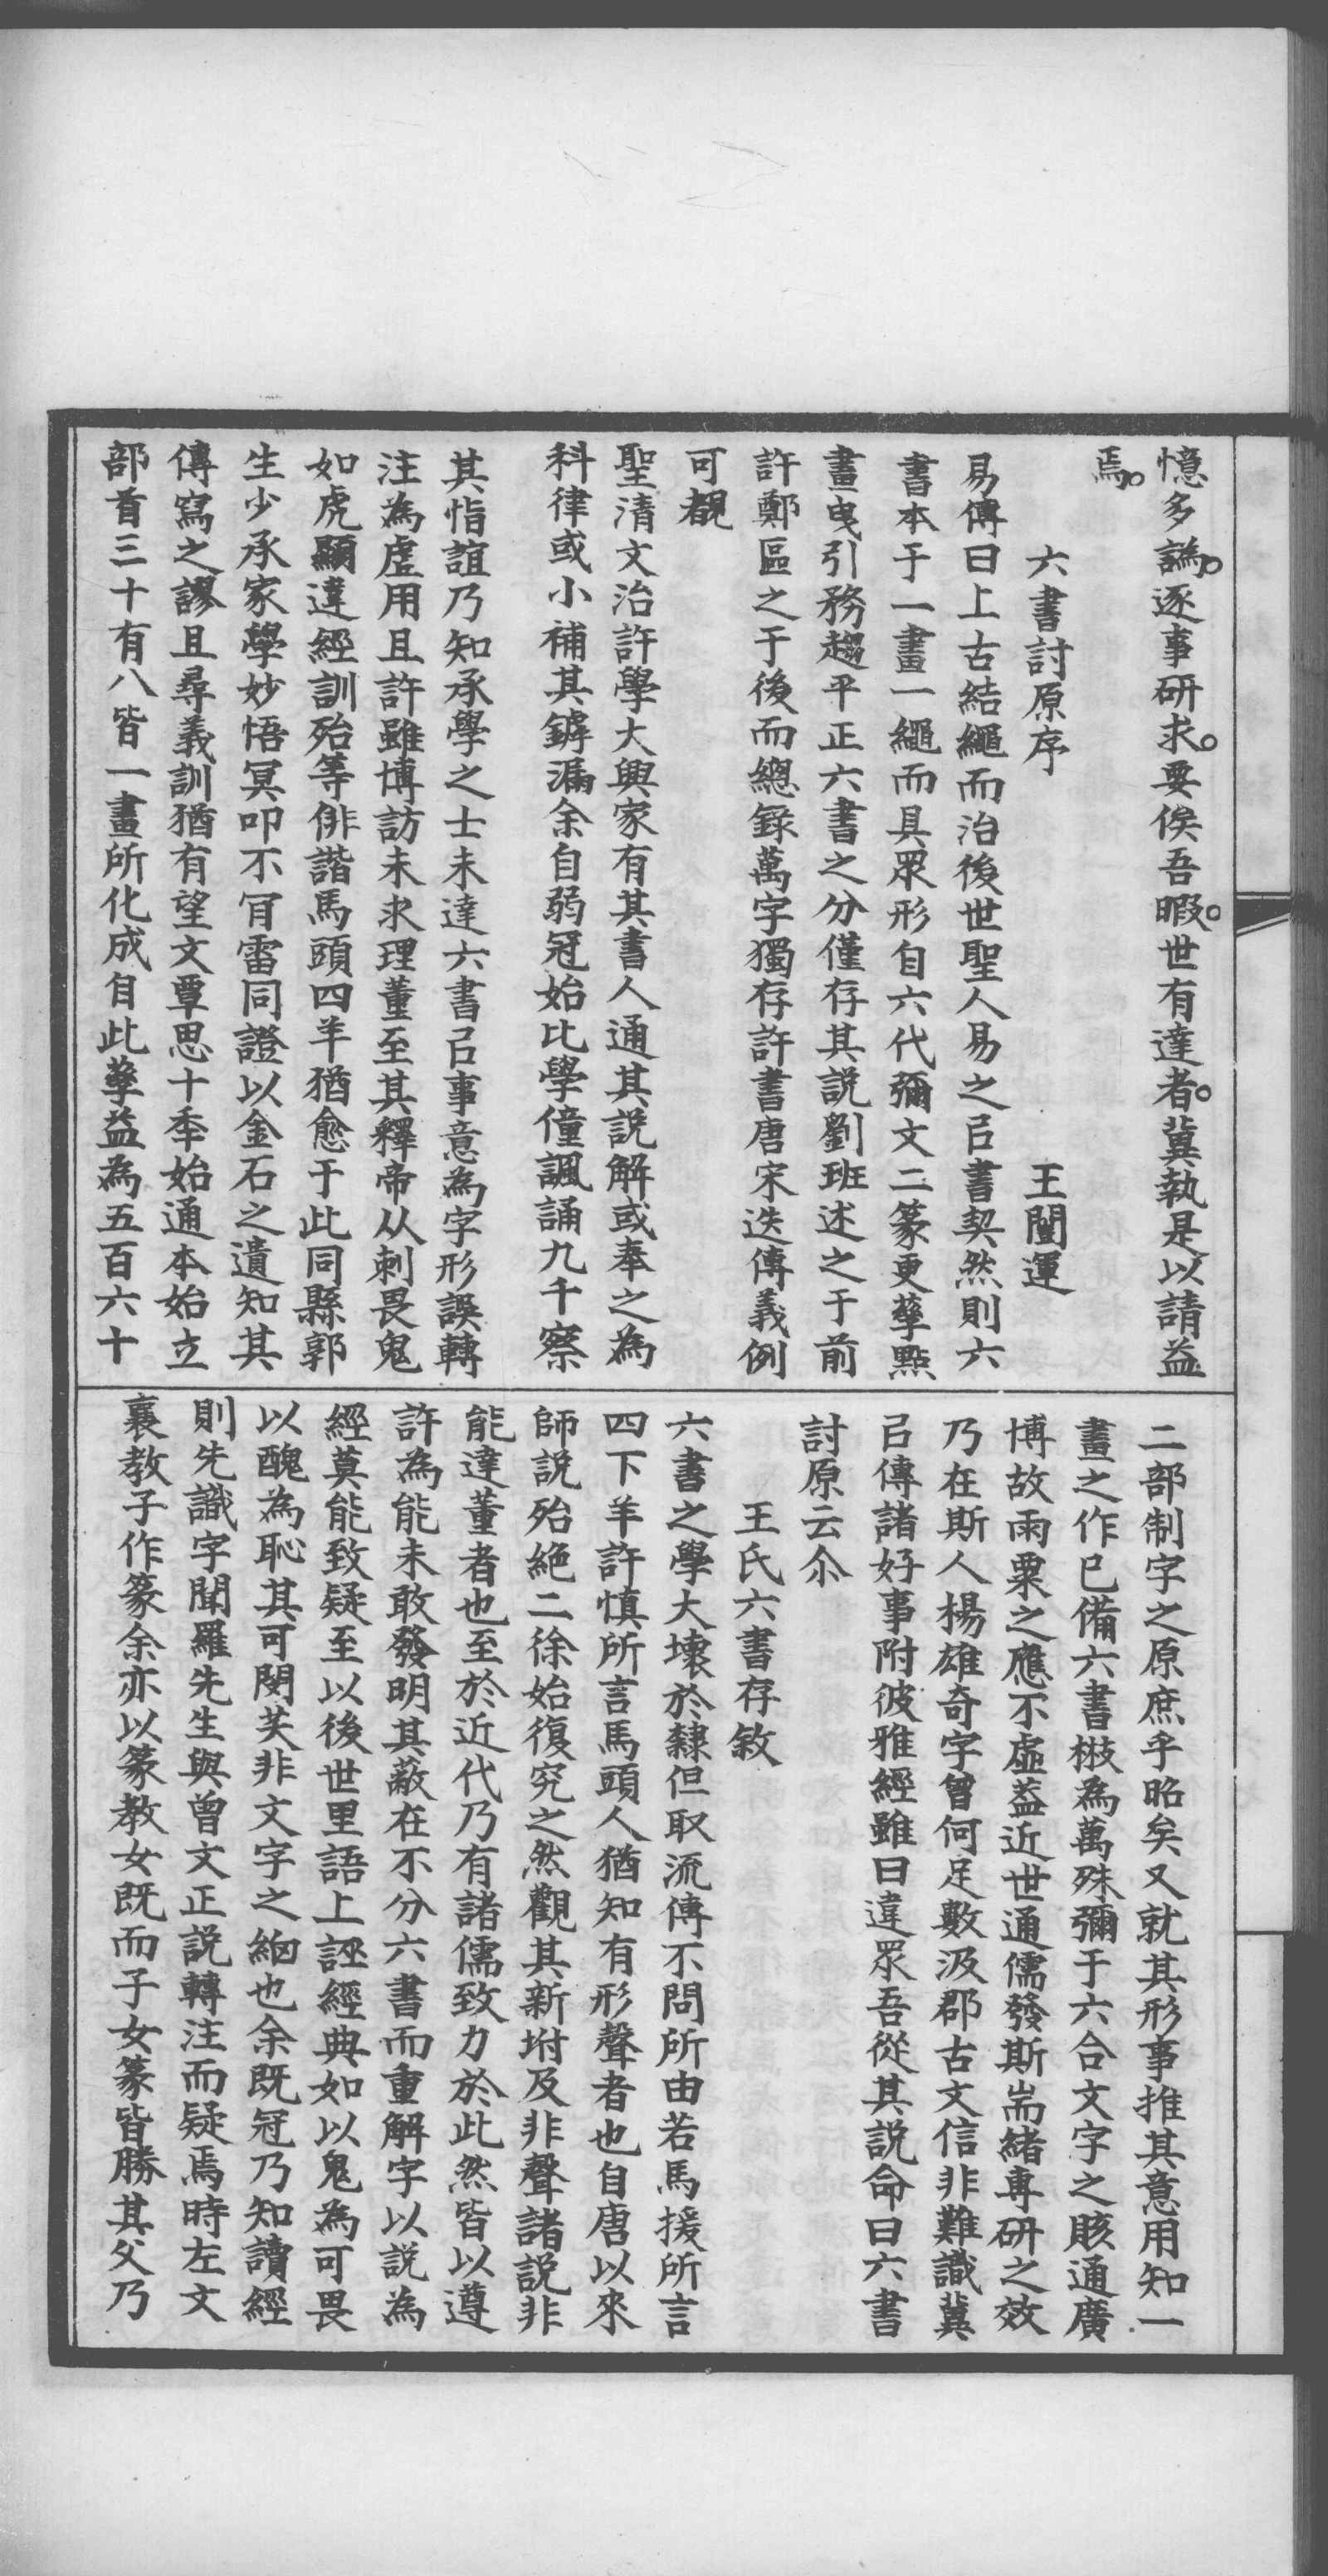 憶多譌。逐事研求。要俟吾暇。世有達者。冀執是以請益
焉。
六書討原序　王闓運
易傳曰上古結繩而治後世聖人易之㠯書契然則六
書本于一畫一繩而具眾形自六代彌文二篆更孳點
畫曳引務趨平正六書之分僅存其説劉班述之于前
許鄭區之于後而總錄萬字獨存許書唐宋迭傳義例
可覩
聖清文治許學大興家有其書人通其説解或奉之為
科律或小補其罅漏余自弱冠始比學僮諷誦九千察
其恉誼乃知承學之士未達六書㠯事意為字形誤轉
注為虛用且許雖博訪未求理董至其釋帝从刺畏鬼
如虎顯違經訓殆等俳諧馬頭四羊猶愈于此同縣郭
生少承家學妙悟冥叩不肎雷同證以金石之遺知其
傳寫之謬且尋義訓猶有望文覃思十季始通本始立
部首三十有八皆一畫所化成自此孳益為五百六十
二部制字之原庶乎昭矣又就其形事推其意用知一
畫之作已備六書㪔為萬殊彌于六合文字之賅通廣
博故雨粟之應不虛葢近世通儒發斯耑緒專研之效
乃在斯人楊雄奇字曾何足數汲郡古文信非難識冀
㠯傳諸好事附彼雅經雖曰違眾吾從其説命曰六書
討原云尒
王氏六書存敘
六書之學大壞於隸但取流傳不問所由若馬援所言
四下羊許慎所言馬頭人猶知有形聲者也自唐以來
師説殆絕二徐始復究之然觀其新坿及非聲諸説非
能達董者也至於近代乃有諸儒致力於此然皆以遵
許為能未敢發明其蔽在不分六書而重解字以説為
經莫能致疑至以後世里語上誣經典如以鬼為可畏
以醜為恥其可閔芺非文字之細也余既冠乃知讀經
則先識字聞羅先生與曾文正説轉注而疑焉時左文
襄教子作篆余亦以篆教女既而子女篆皆勝其父乃